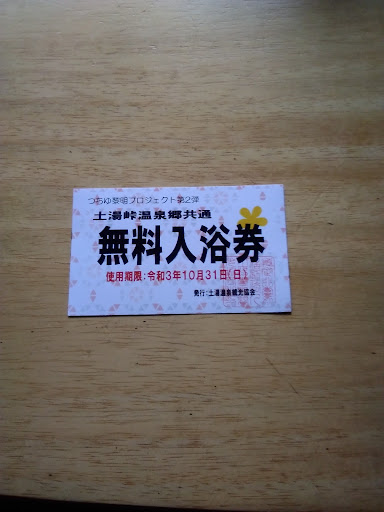 つちゆ黎明プロジェクト第2弾
土湯峠温泉郷共通
無料入浴券
使用期限:令和3年10月31日(日)
発行:土湯温泉観光協会